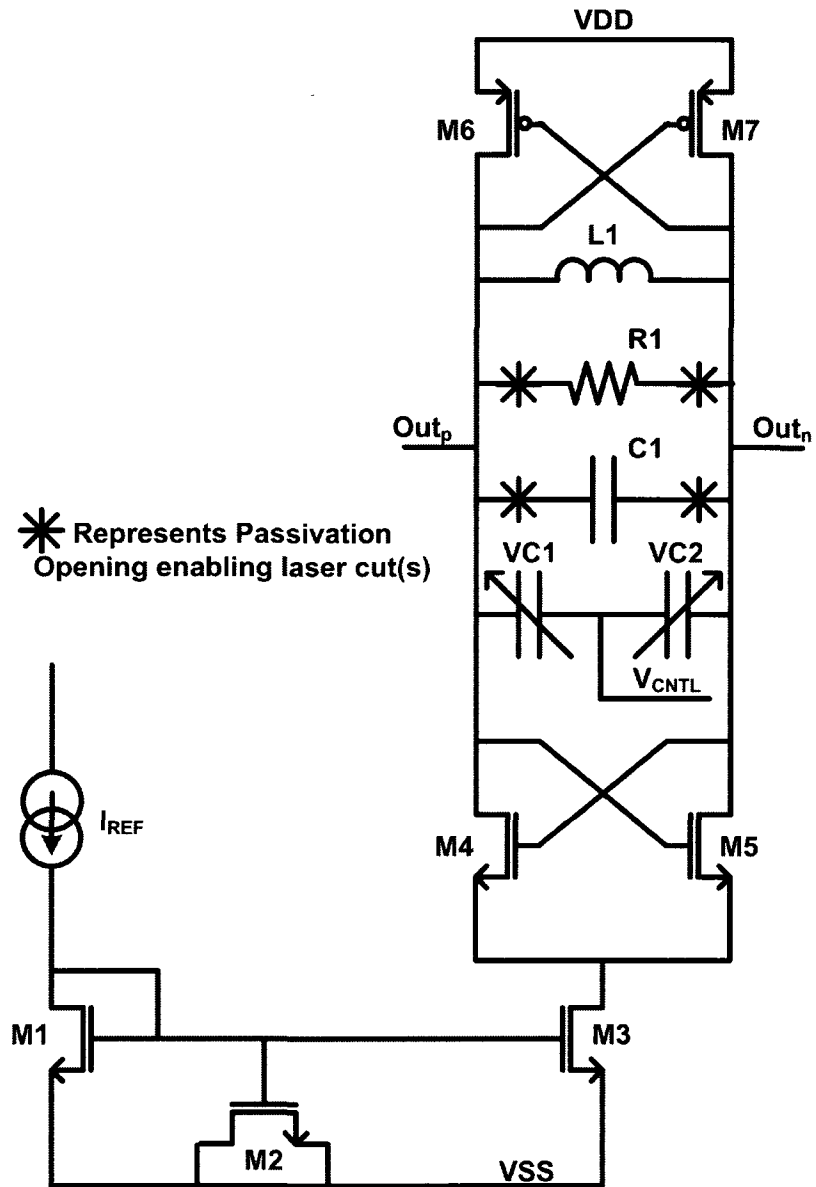 VDD
M6
M7
L1
R1
Outp
Outn
C1
Represents Passivation
Opening enabling laser cut(s)
VC1
VC2
VCNTL
IREF
M4
M5
M1
M3
M2
VSS